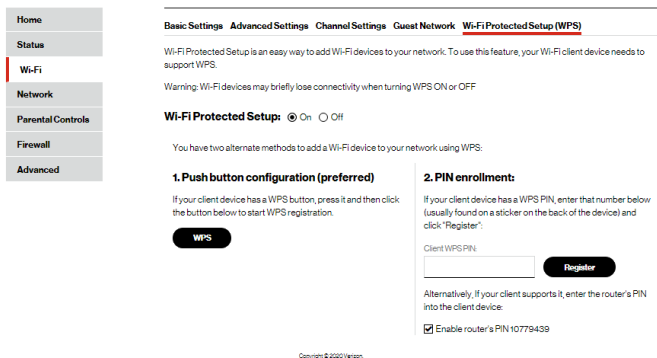 Home
Status
Wi-Fi
Network
Parental Controls
Firewall
Advanced
Basic Settings Advanced Settings Channel Settings Guest Network Wi-Fi Protected Setup (WPS)
Wi-Fi Protected Setup is an easy way to add Wi-Fi devices to your network. To use this feature, your Wi-Fi client device needs to
support WPS.
Warning: Wi-Fi devices may briefly lose connectivity when turning WPS ON or OFF
Wi-Fi Protected Setup: On Off
You have two alternate methods to add a Wi-Fi device to your network using WPS:
1. Push button configuration (preferred)
If your client device has a WPS button, press it and then click
the button below to start WPS registration.
WPS
2. PIN enrollment:
If your client device has a WPS PIN, enter that number below
(usually found on a sticker on the back of the device) and
click "Register":
Client WPS PIN:
Register
Alternatively, If your client supports it, enter the router's PIN
into the client device:
Enable router's PIN 10779439
Copyright © 2020 Verizon